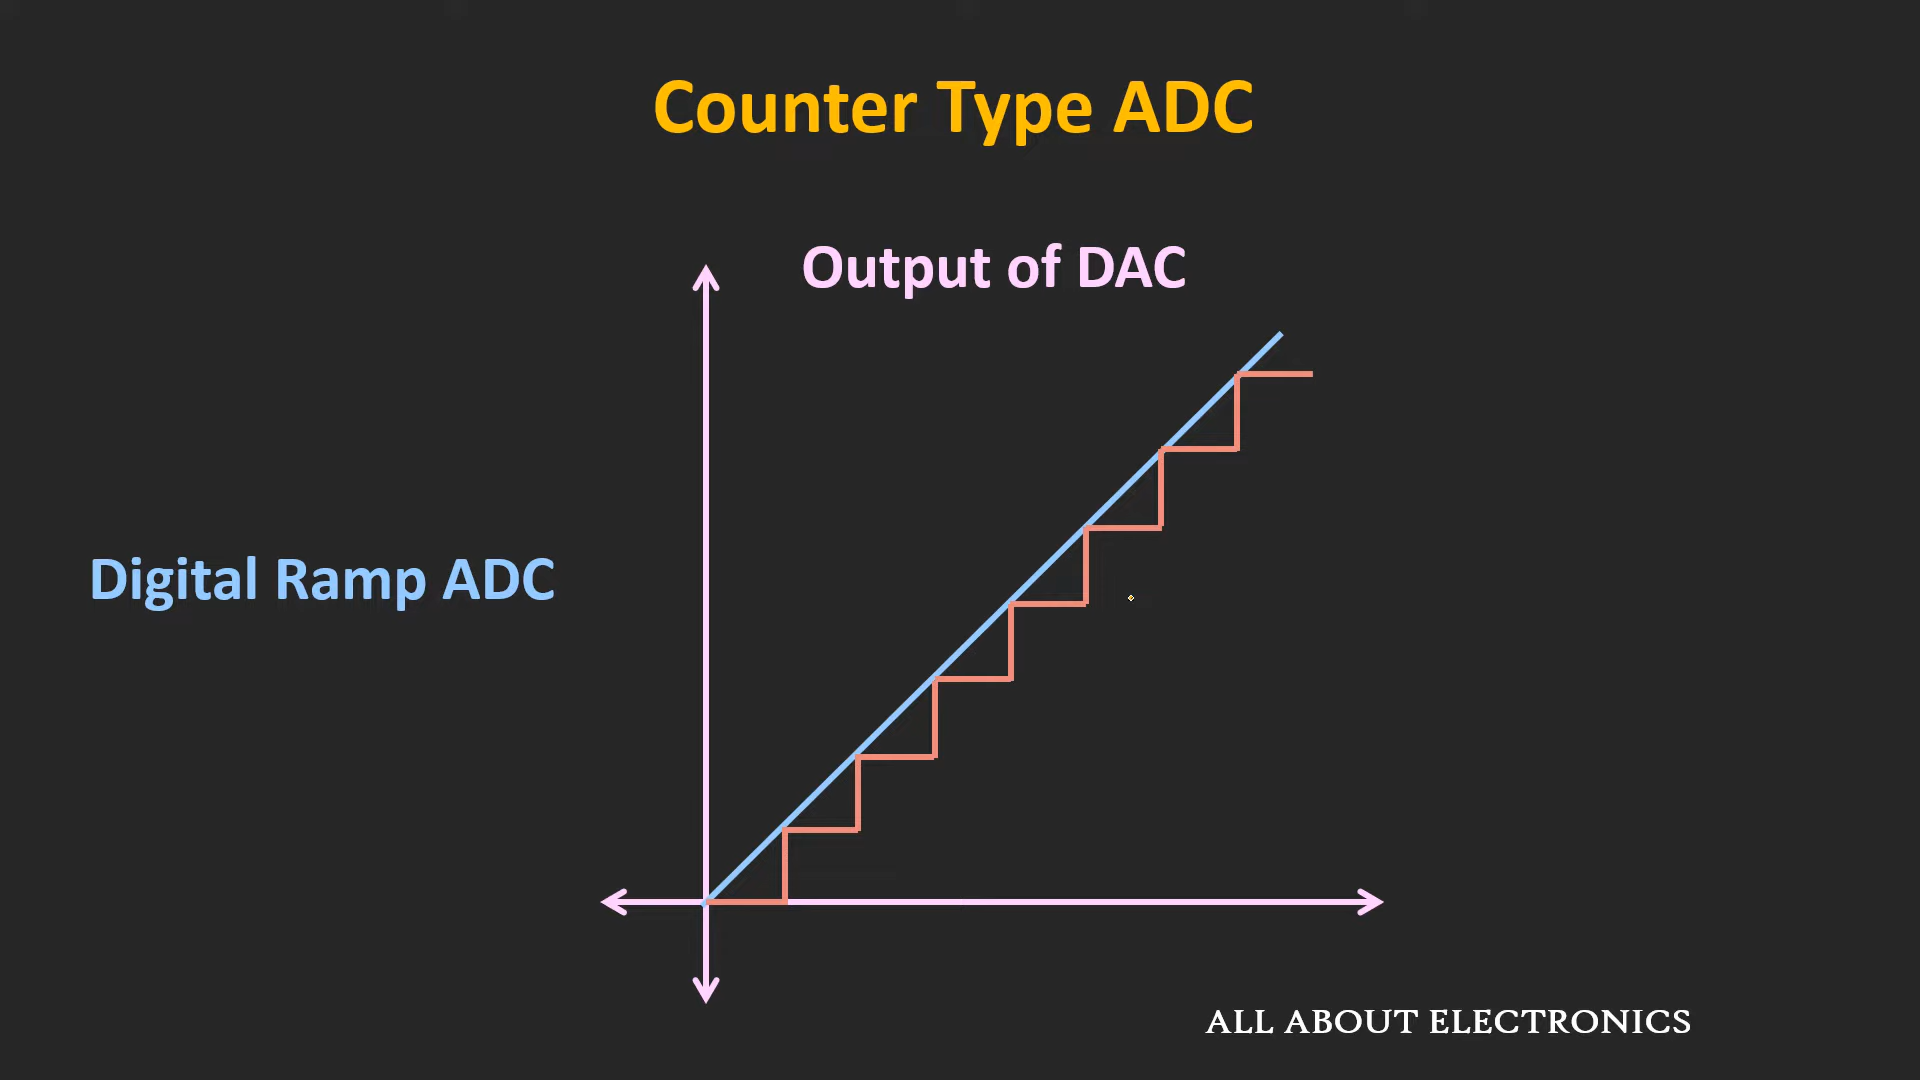 Counter Type ADC
Output of DAC
Digital Ramp ADC
ALL ABOUT ELECTRONICS